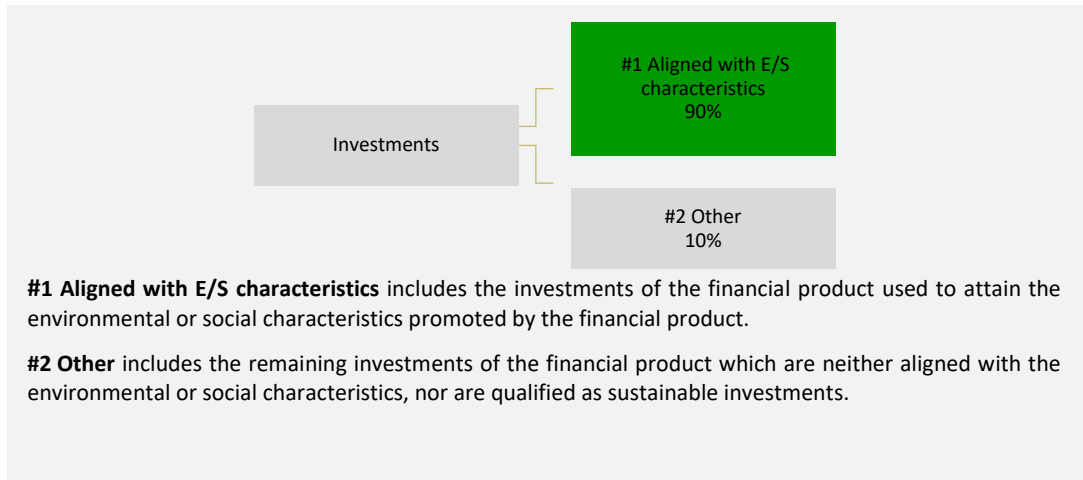 #1 Aligned with E/S
characteristics
90%
Investments
#2 Other
10%
#1 Aligned with E/S characteristics includes the investments of the financial product used to attain the
environmental or social characteristics promoted by the financial product.
#2 Other includes the remaining investments of the financial product which are neither aligned with the
environmental or social characteristics, nor are qualified as sustainable investments.